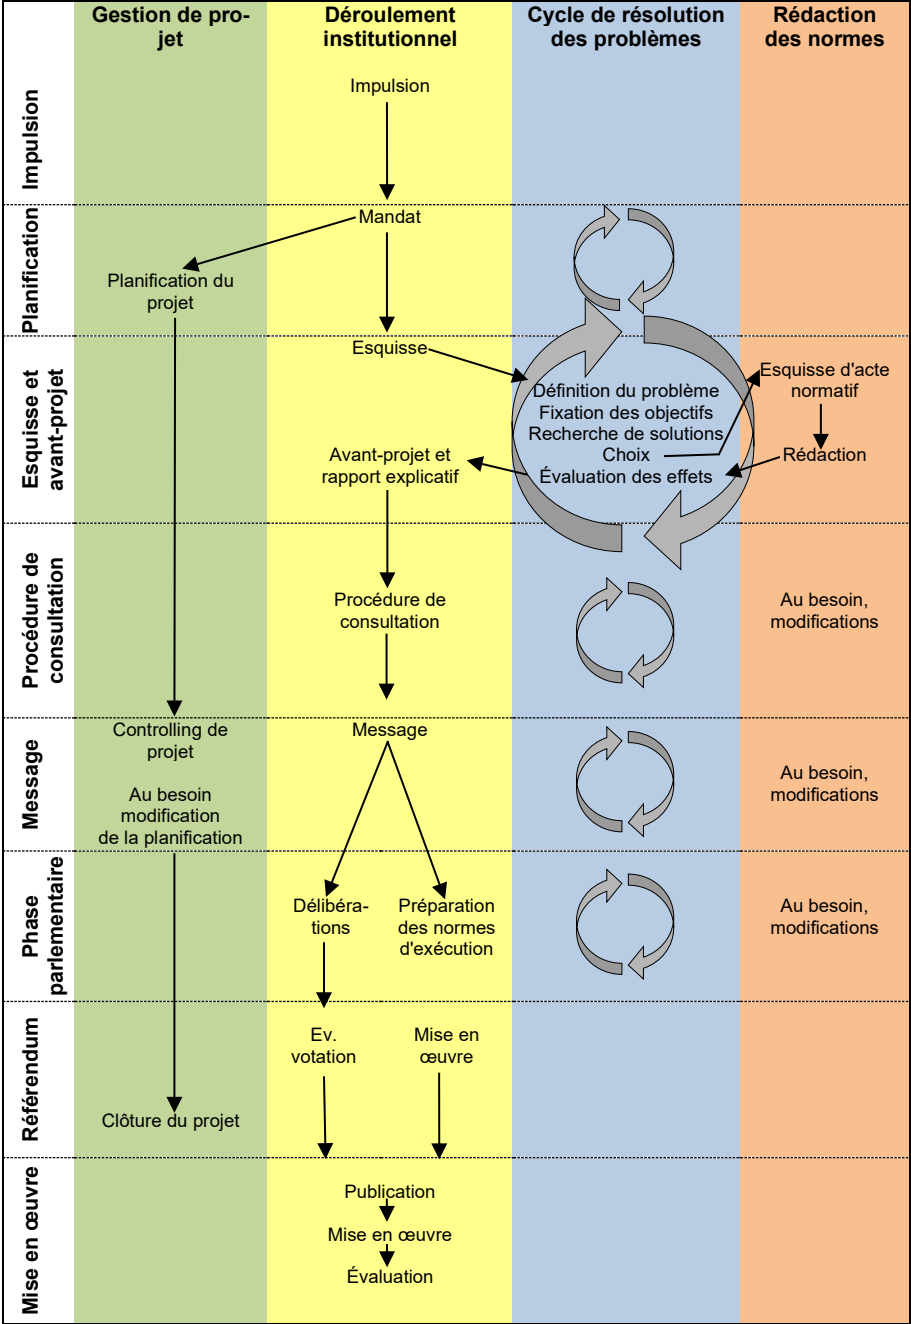 Gestion de pro-
jet
Déroulement
institutionnel
Cycle de résolution
des problèmes
Rédaction
des normes
Impulsion
Impulsion
Planification
Mandat
Planification du
projet
Esquisse et
avant-projet
Esquisse
Définition du problème
Fixation des objectifs
Recherche de solutions
Choix
Évaluation des effets
Esquisse d'acte
normatif
Rédaction
Avant-projet et
rapport explicatif
Procédure de
consultation
Procédure de
consultation
Au besoin,
modifications
Message
Controlling de
projet
Au besoin
modification
de la planification
Message
Au besoin,
modifications
Phase
parlementaire
Délibéra-
tions
Préparation
des normes
d'exécution
Au besoin,
modifications
Référendum
Ev.
votation
Mise en
œuvre
Clôture du projet
Mise en œuvre
Publication
Mise en œuvre
Évaluation